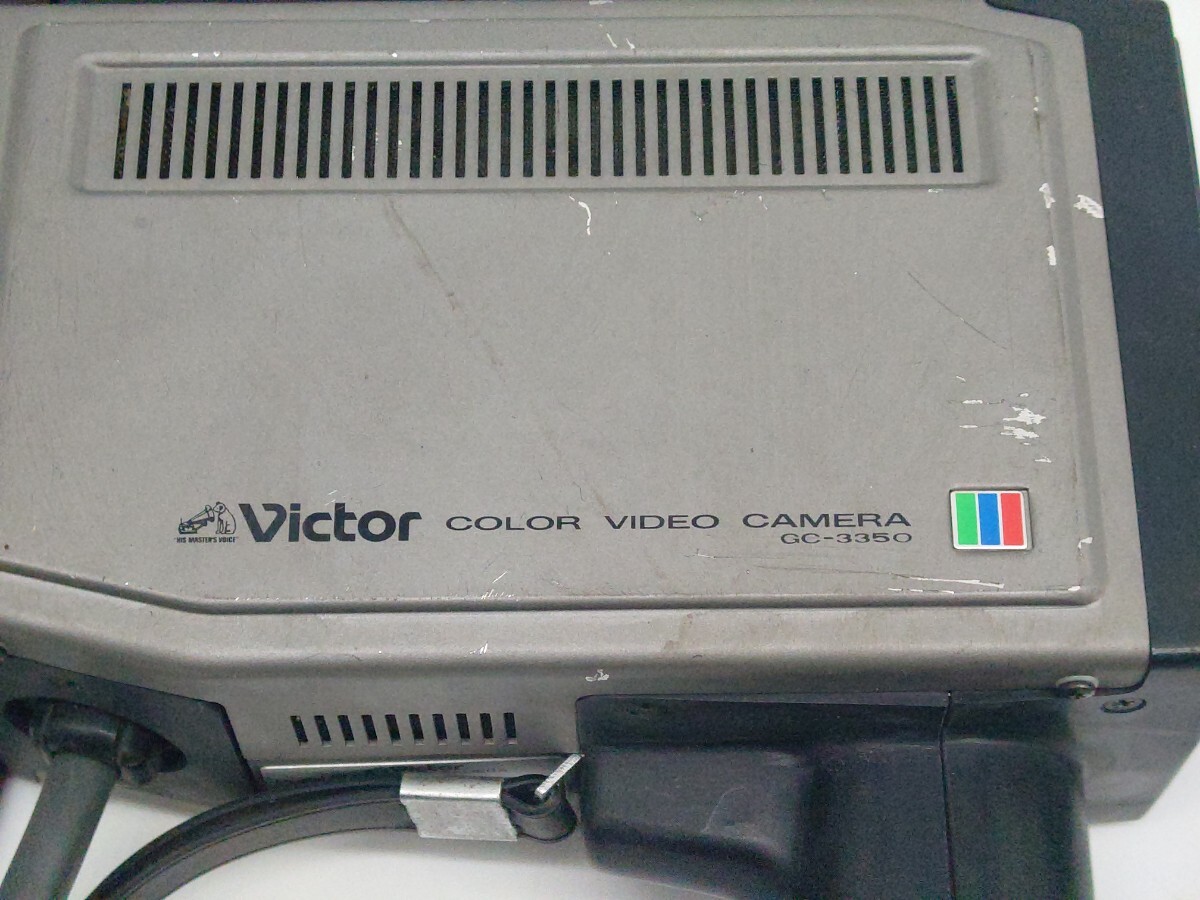 Victor COLOR VIDEO CAMERA
"HIS MASTER'S VOICE" GC-3350